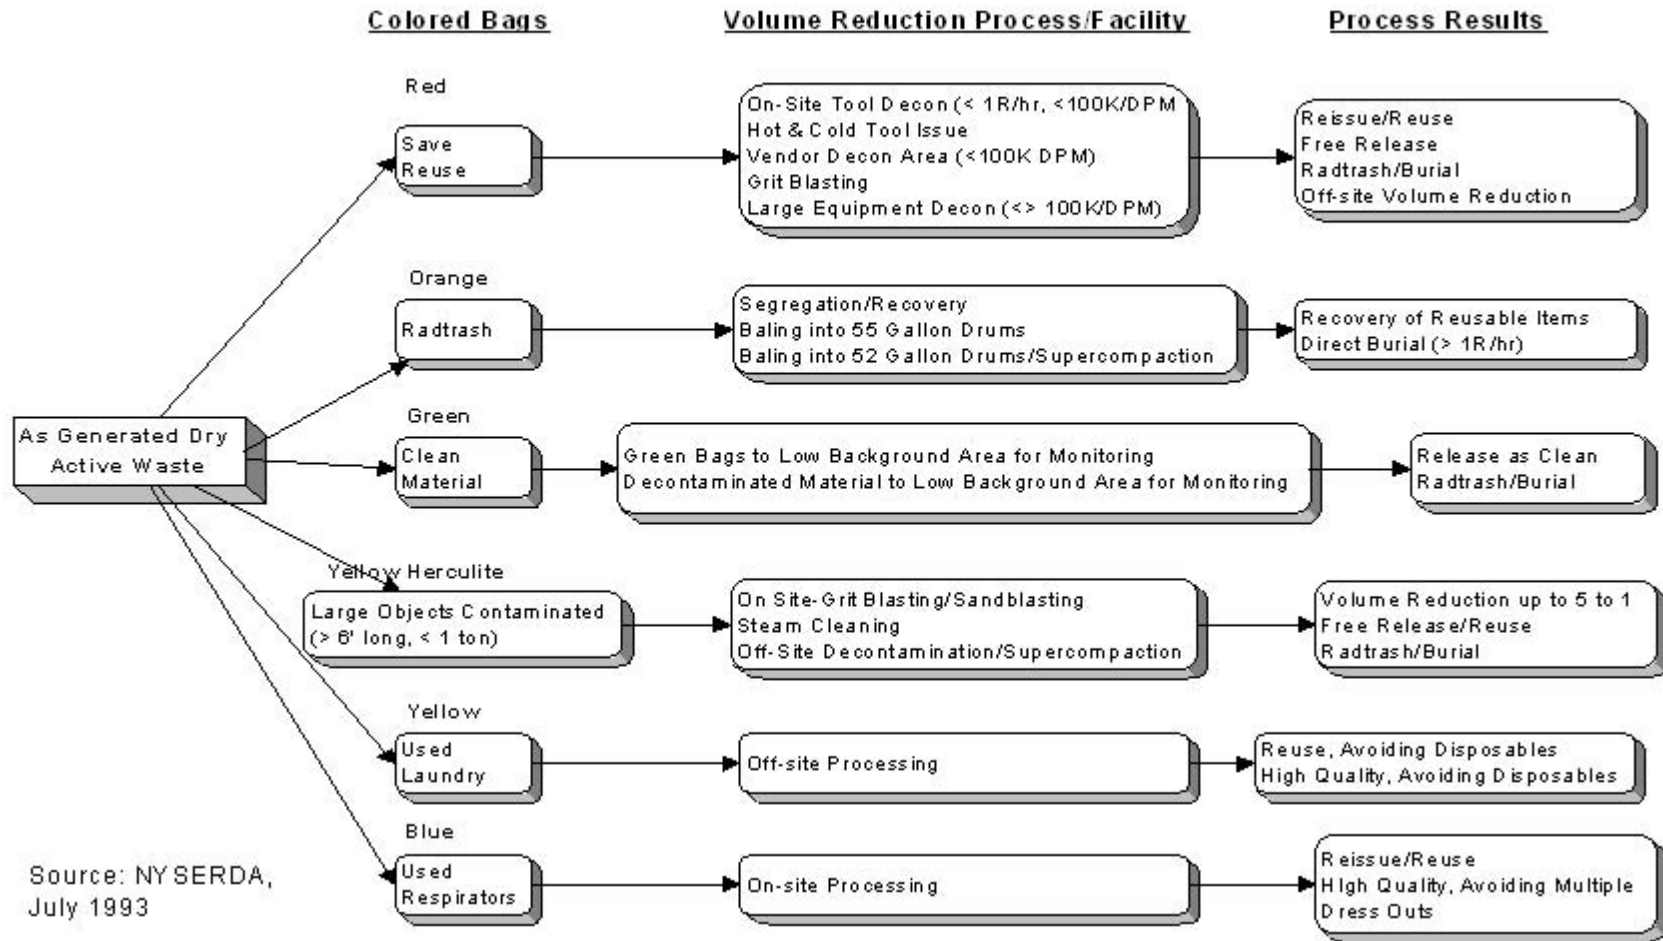 Colored Bags
Volume Reduction Process/Facility
Process Results
Red
Save
Reuse
On-Site Tool Decon (< 1R/hr, <100K/DPM
Hot & Cold Tool Issue
Vendor Decon Area (<100K DPM)
Grit Blasting
Large Equipment Decon (<> 100K/DPM)
Reissue/Reuse
Free Release
Radtrash/Burial
Off-site Volume Reduction
Orange
Radtrash
Segregation/Recovery
Baling into 55 Gallon Drums
Baling into 52 Gallon Drums/Supercompaction
Recovery of Reusable Items
Direct Burial (> 1R/hr)
As Generated Dry
Active Waste
Green
Clean
Material
Green Bags to Low Background Area for Monitoring
Decontaminated Material to Low Background Area for Monitoring
Release as Clean
Radtrash/Burial
Yellow Herculite
Large Objects Contaminated
(> 6' long, < 1 ton)
On Site-Grit Blasting/Sandblasting
Steam Cleaning
Off-Site Decontamination/Supercompaction
Volume Reduction up to 5 to 1
Free Release/Reuse
Radtrash/Burial
Yellow
Used
Laundry
Off-site Processing
Reuse, Avoiding Disposables
High Quality, Avoiding Disposables
Blue
Used
Respirators
On-site Processing
Reissue/Reuse
HIgh Quality, Avoiding Multiple
Dress Outs
Source: NYSERDA,
July 1993